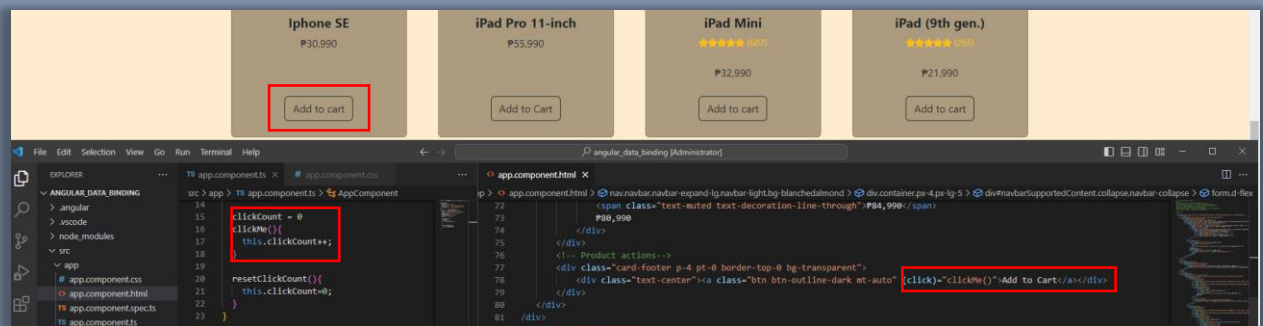 Iphone SE
₱30,990
Add to cart
iPad Pro 11-inch
₱55,990
Add to Cart
iPad Mini
(687)
₱32,990
Add to cart
iPad (9th gen.)
(265)
₱21,990
Add to cart
File Edit Selection View Go Run Terminal Help
angular_data_binding [Administrator]
EXPLORER
ANGULAR_DATA_BINDING
.angular
.vscode
node_modules
src
app
# app.component.css
app.component.html
TS app.component.spec.ts
TS app.component.ts
TS app.component.ts
# app.component.css
src > app > TS app.component.ts > AppComponent
14
15 clickCount = 0
16 clickMe(){
17 this.clickCount++;
18 }
19
20 resetClickCount(){
21 this.clickCount=0;
22 }
23 }
app.component.html
app.component.html > nav.navbar.navbar-expand-lg.navbar-light.bg-blanchedalmond > div.container.px-4.px-lg-5 > div#navbarSupportedContent.collapse.navbar-collapse > form.d-flex
72 <span class="text-muted text-decoration-line-through">₱84,990</span>
73 ₱80,990
74 </div>
75 </div>
76 <!-- Product actions-->
77 <div class="card-footer p-4 pt-0 border-top-0 bg-transparent">
78 <div class="text-center"><a class="btn btn-outline-dark mt-auto" (click)="clickMe()">Add to Cart</a></div>
79 </div>
80 </div>
81 </div>